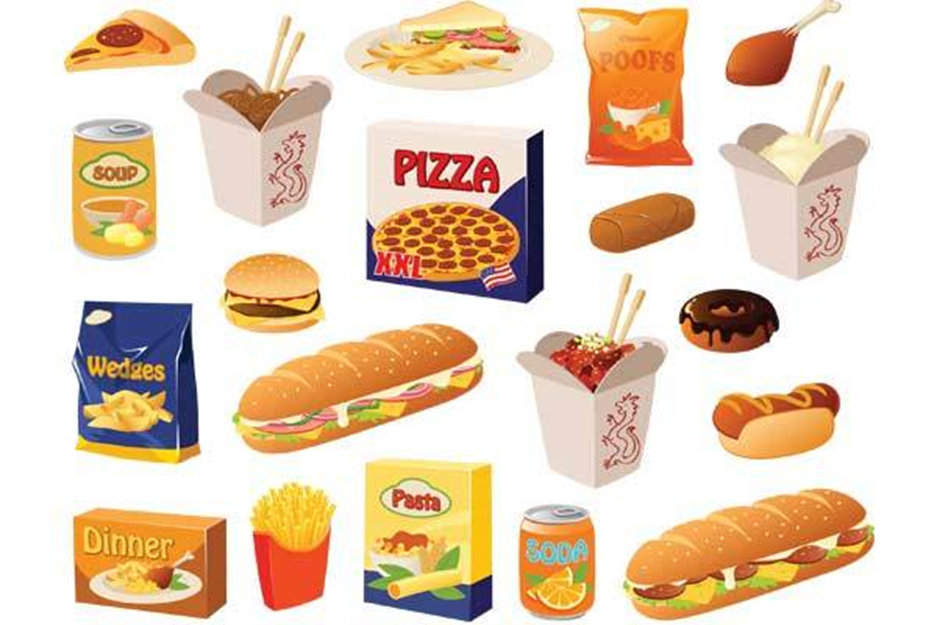 POOFS
SOUP
PIZZA
XXL
Wedges
Pasta
Dinner
SODA